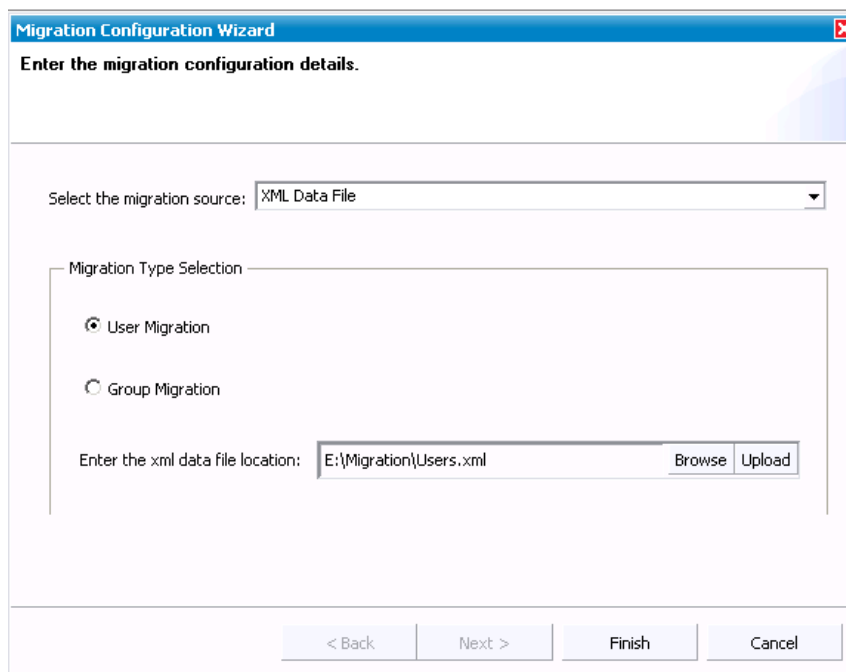 Migration Configuration Wizard
Enter the migration configuration details.
Select the migration source: XML Data File
Migration Type Selection
User Migration
Group Migration
Enter the xml data file location: E:\Migration\Users.xml Browse Upload
< Back Next > Finish Cancel